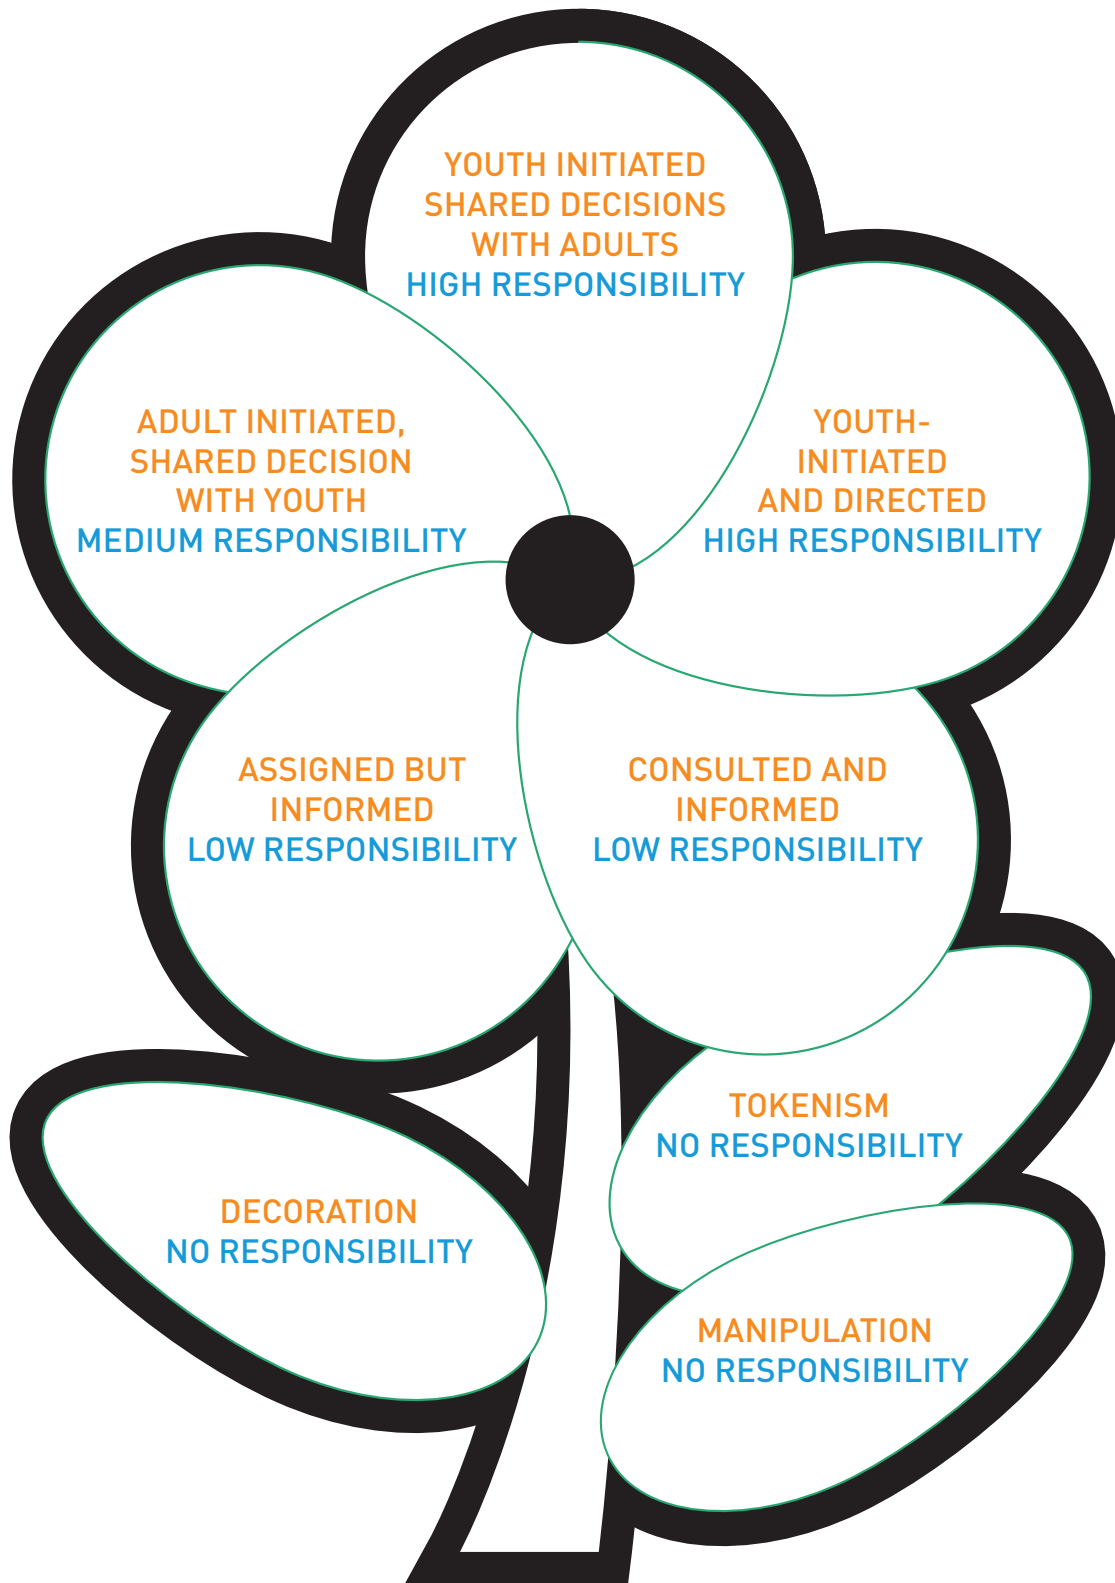 YOUTH INITIATED
SHARED DECISIONS
WITH ADULTS
HIGH RESPONSIBILITY
ADULT INITIATED,
SHARED DECISION
WITH YOUTH
MEDIUM RESPONSIBILITY
YOUTH-
INITIATED
AND DIRECTED
HIGH RESPONSIBILITY
ASSIGNED BUT
INFORMED
LOW RESPONSIBILITY
CONSULTED AND
INFORMED
LOW RESPONSIBILITY
TOKENISM
NO RESPONSIBILITY
DECORATION
NO RESPONSIBILITY
MANIPULATION
NO RESPONSIBILITY